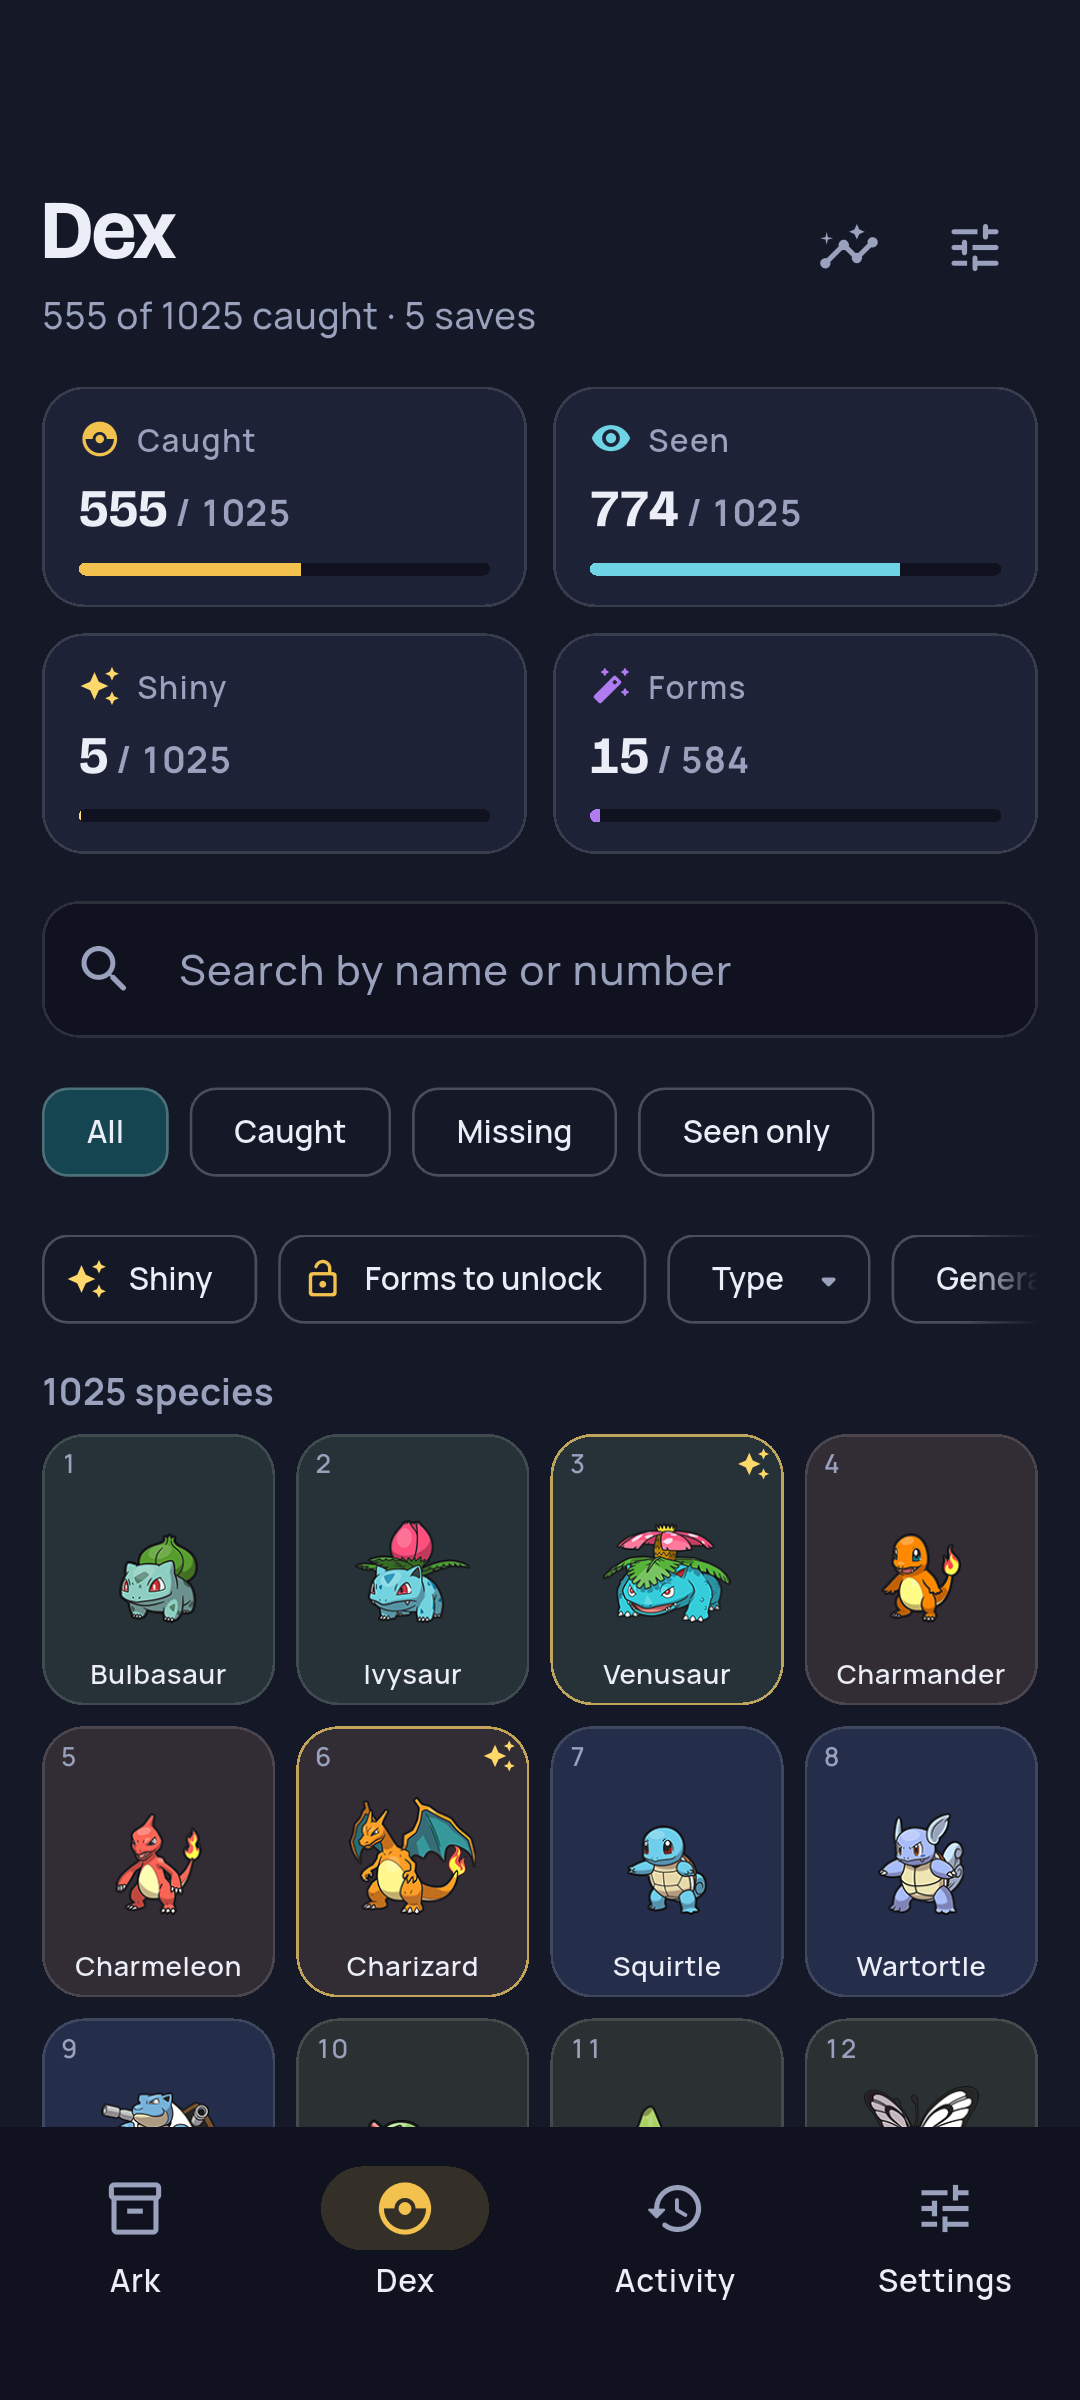 Dex
555 of 1025 caught · 5 saves
Caught
555 / 1025
Seen
774 / 1025
Shiny
5 / 1025
Forms
15 / 584
Search by name or number
All
Caught
Missing
Seen only
Shiny
Forms to unlock
Type
Genera
1025 species
1
Bulbasaur
2
Ivysaur
3
Venusaur
4
Charmander
5
Charmeleon
6
Charizard
7
Squirtle
8
Wartortle
9
10
11
12
Ark
Dex
Activity
Settings